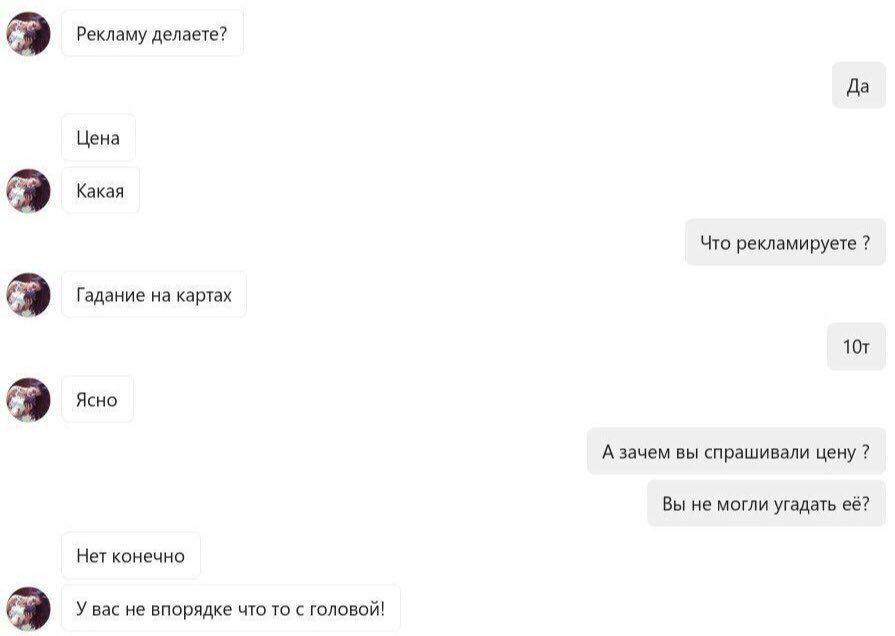 Рекламу делаете?
Да
Цена
Какая
Что рекламируете ?
Гадание на картах
10т
Ясно
А зачем вы спрашивали цену ?
Вы не могли угадать её?
Нет конечно
У вас не впорядке что то с головой!